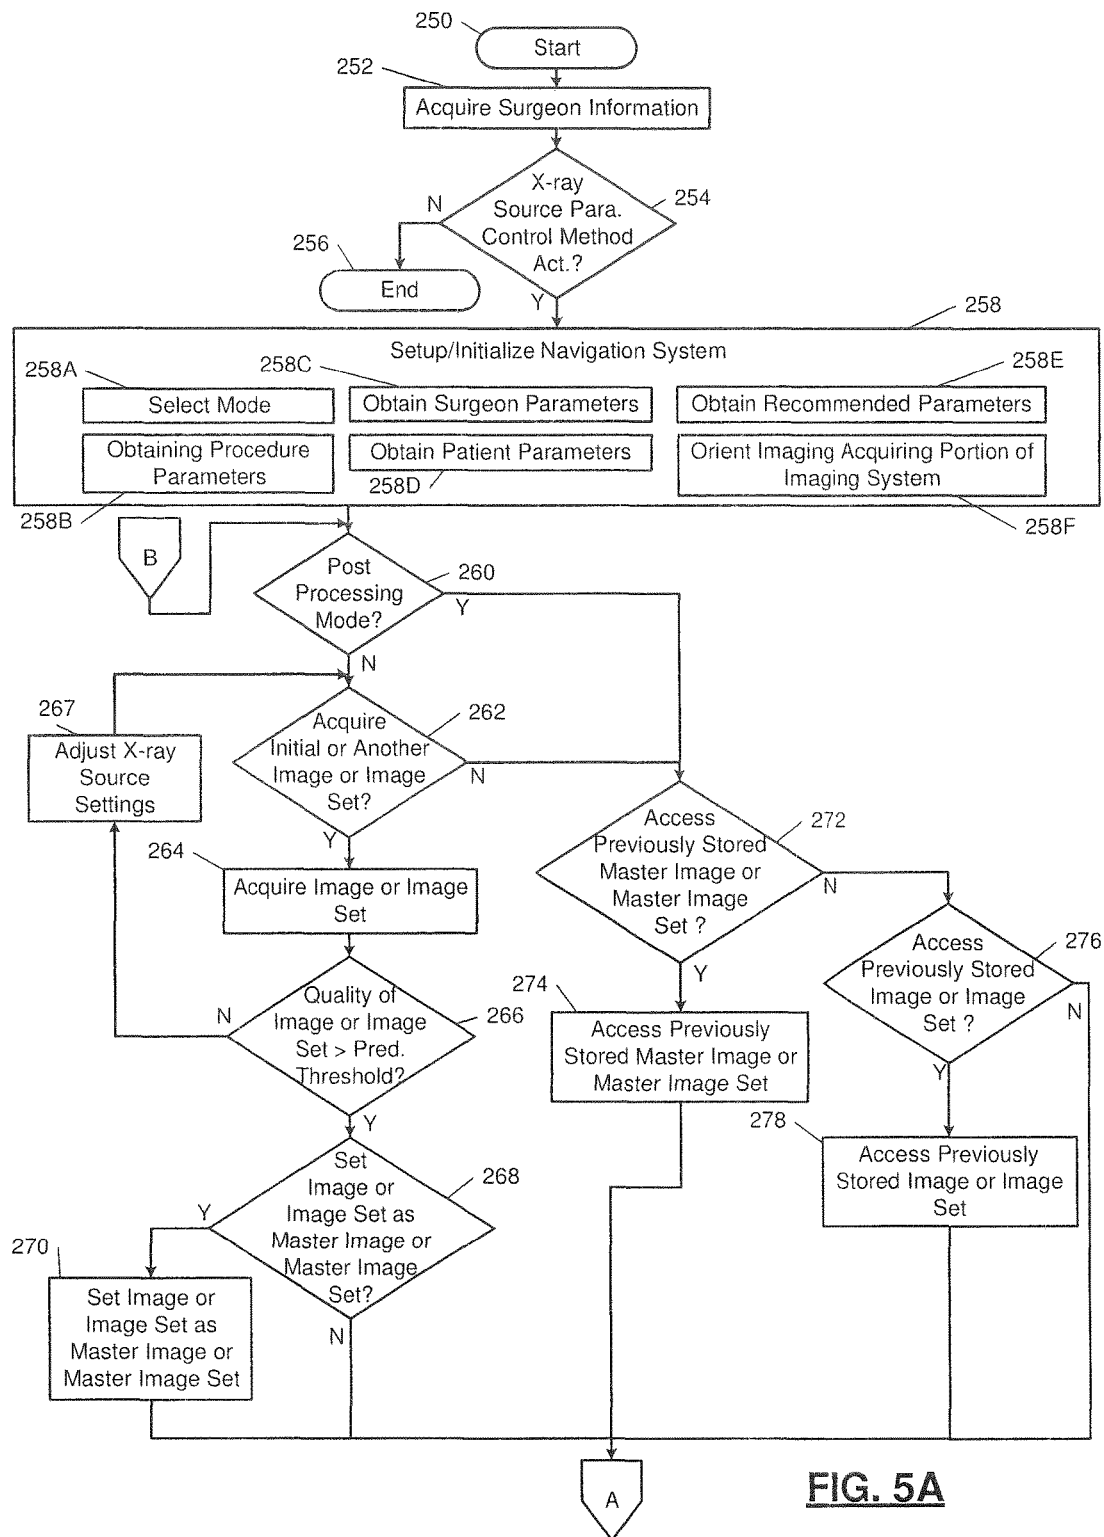 250
Start
252
Acquire Surgeon Information
X-ray
Source Para.
Control Method
Act.?
254
N
256
End
Y
258
Setup/Initialize Navigation System
258A
258C
258E
Select Mode
Obtain Surgeon Parameters
Obtain Recommended Parameters
Obtaining Procedure
Parameters
Obtain Patient Parameters
Orient Imaging Acquiring Portion of
Imaging System
258B
258D
258F
B
Post
Processing
Mode?
260
Y
N
267
Adjust X-ray
Source
Settings
Acquire
Initial or Another
Image or Image
Set?
262
N
Y
264
Acquire Image or Image
Set
Access
Previously Stored
Master Image or
Master Image
Set ?
272
N
Y
Access
Previously Stored
Image or Image
Set ?
276
N
Y
N
Quality of
Image or Image
Set > Pred.
Threshold?
266
Y
274
Access Previously
Stored Master Image or
Master Image Set
278
Access Previously
Stored Image or Image
Set
Set
Image or
Image Set as
Master Image or
Master Image
Set?
268
Y
N
270
Set Image or
Image Set as
Master Image or
Master Image Set
A
FIG. 5A